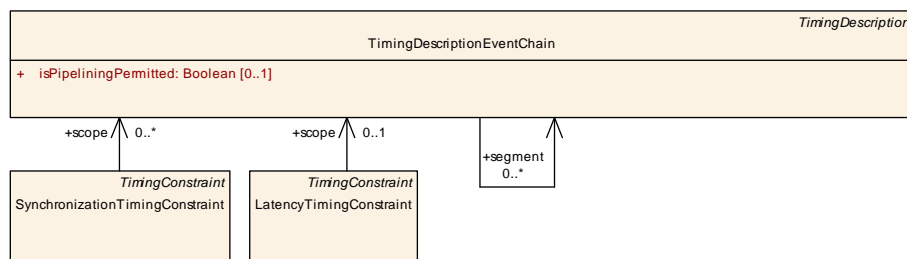 TimingDescription
TimingDescriptionEventChain
+ isPipeliningPermitted: Boolean [0..1]
+scope 0..*
+scope 0..1
+segment
0..*
TimingConstraint
SynchronizationTimingConstraint
TimingConstraint
LatencyTimingConstraint